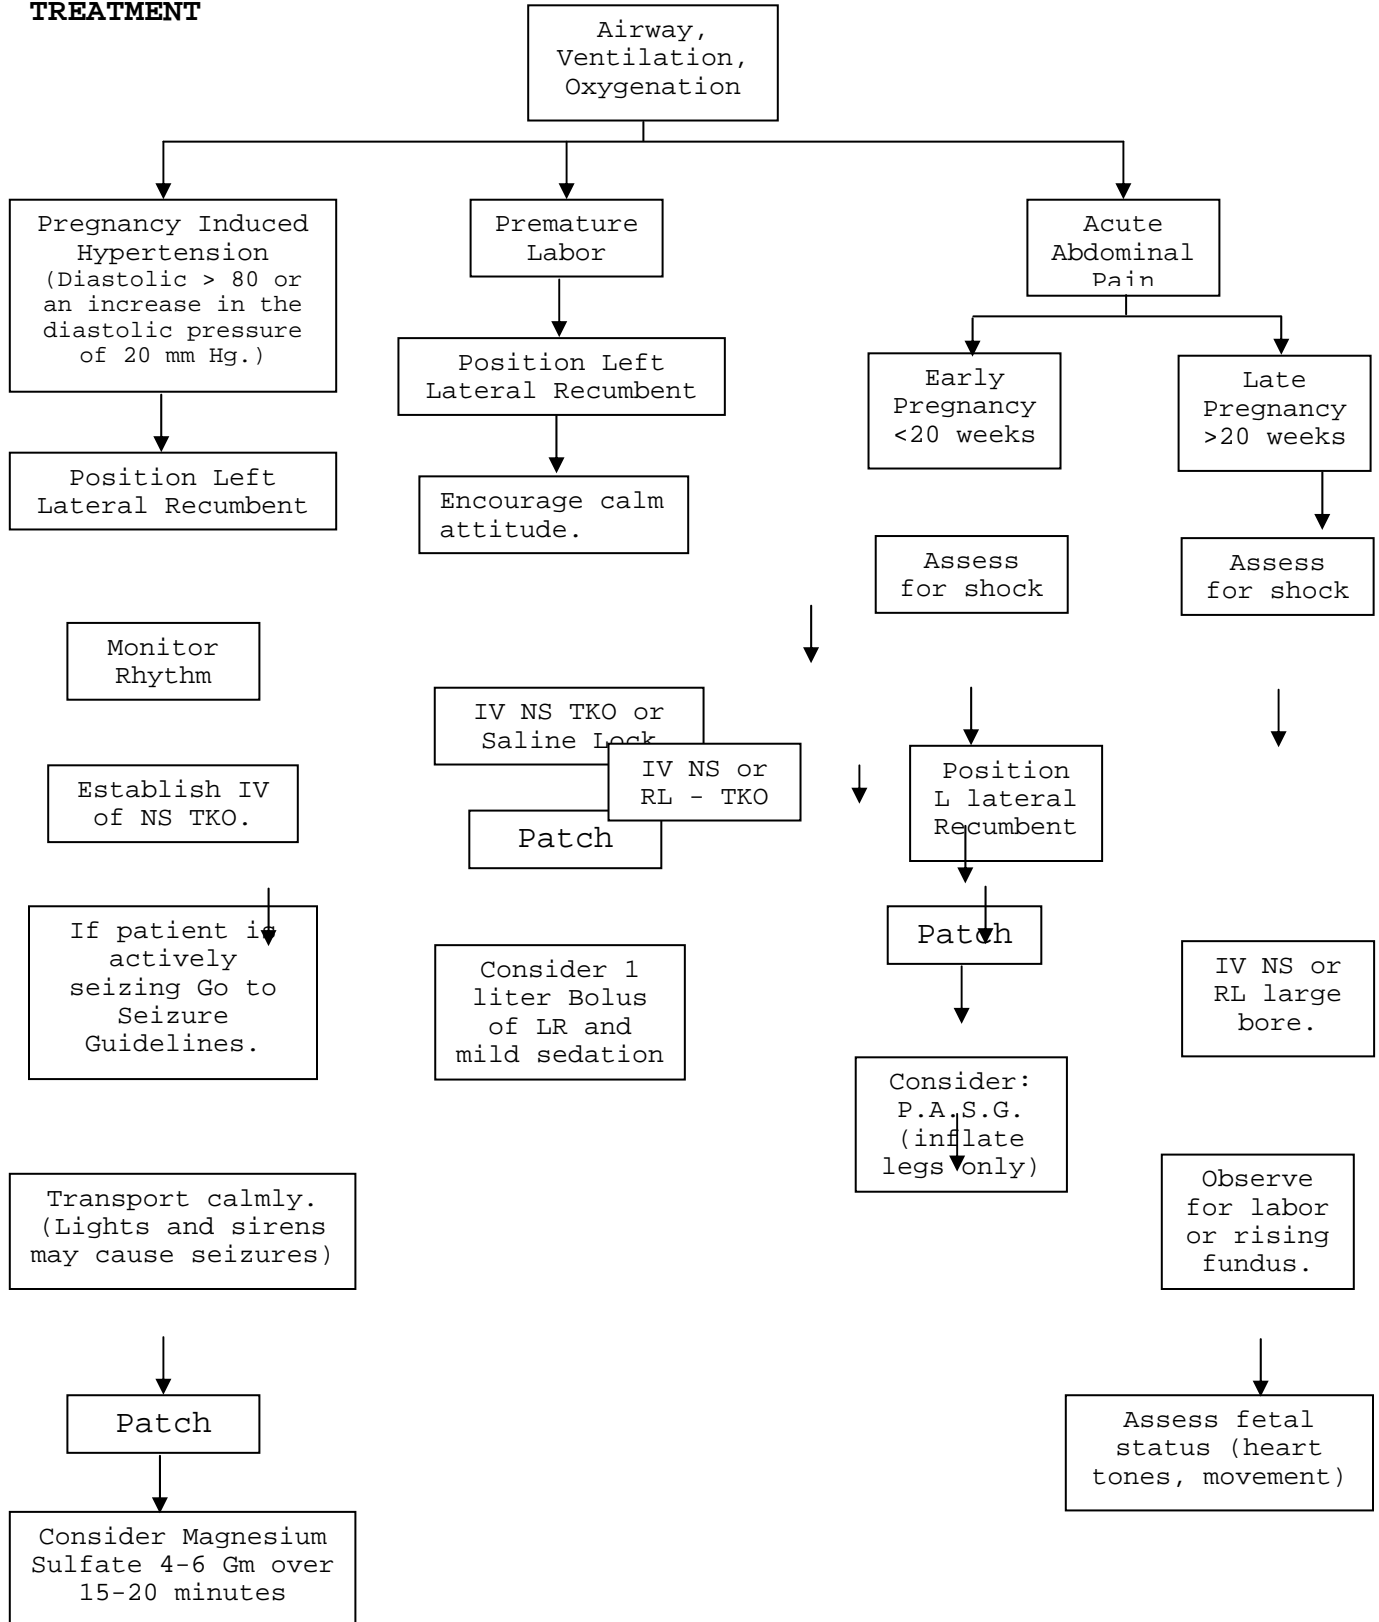 TREATMENT
Airway,
Ventilation,
Oxygenation
Pregnancy Induced
Hypertension
(Diastolic > 80 or
an increase in the
diastolic pressure
of 20 mm Hg.)
Premature
Labor
Acute
Abdominal
Pain
Position Left
Lateral Recumbent
Early
Pregnancy
<20 weeks
Late
Pregnancy
>20 weeks
Position Left
Lateral Recumbent
Encourage calm
attitude.
Assess
for shock
Assess
for shock
Monitor
Rhythm
IV NS TKO or
Saline Lock
IV NS or
RL - TKO
Position
L lateral
Recumbent
Establish IV
of NS TKO.
Patch
If patient is
actively
seizing Go to
Seizure
Guidelines.
Patch
Consider 1
liter Bolus
of LR and
mild sedation
IV NS or
RL large
bore.
Consider:
P.A.S.G.
(inflate
legs only)
Transport calmly.
(Lights and sirens
may cause seizures)
Observe
for labor
or rising
fundus.
Patch
Assess fetal
status (heart
tones, movement)
Consider Magnesium
Sulfate 4-6 Gm over
15-20 minutes